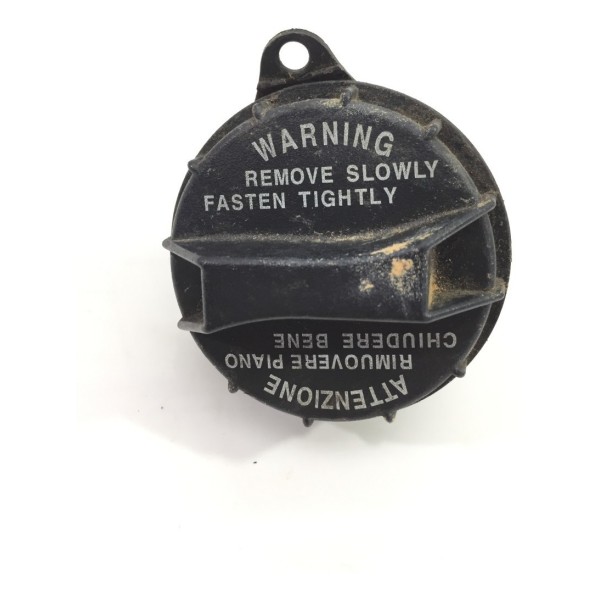 WARNING
REMOVE SLOWLY
FASTEN TIGHTLY
ATTENZIONE
RIMUOVERE PIANO
CHIUDERE BENE